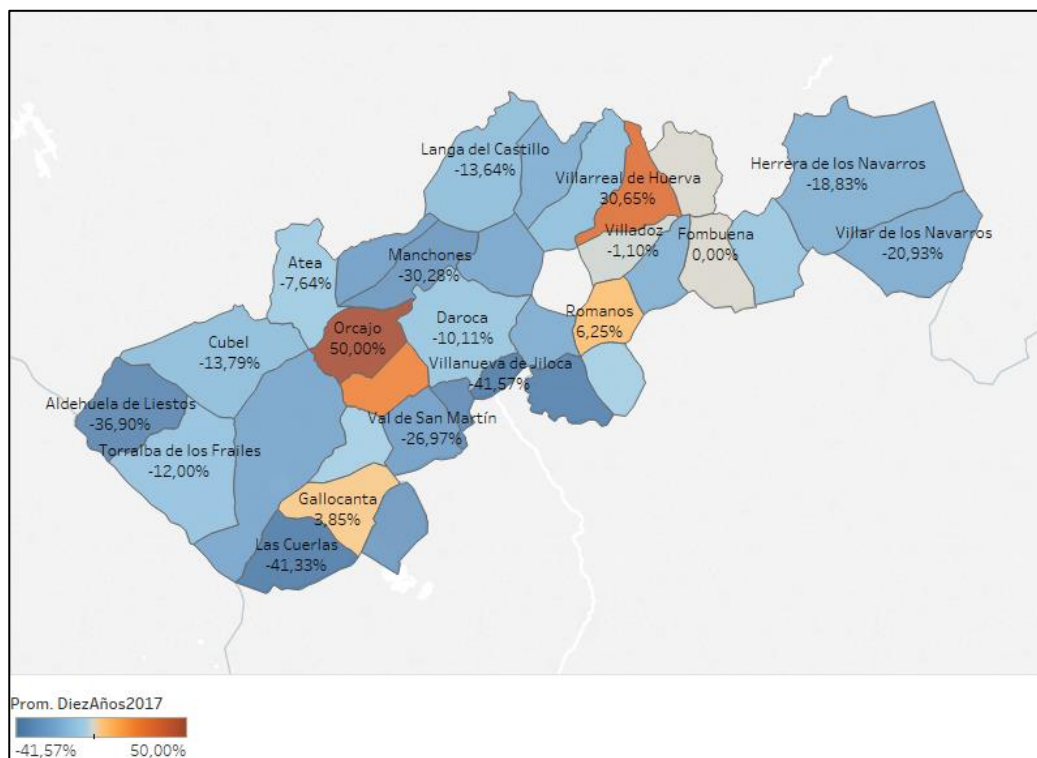 Langa del Castillo
-13,64%
Villarreal de Huerva
30,65%
Herrera de los Navarros
-18,83%
Villadoz
-1,10%
Fombuena
0,00%
Villar de los Navarros
-20,93%
Atea
-7,64%
Manchones
-30,28%
Orcajo
50,00%
Daroca
-10,11%
Romanos
6,25%
Cubel
-13,79%
Villanueva de Jiloca
-41,57%
Aldehuela de Liestos
-36,90%
Val de San Martín
-26,97%
Torralba de los Frailes
-12,00%
Gallocanta
3,85%
Las Cuerlas
-41,33%
Prom. DiezAños2017
-41,57% 50,00%